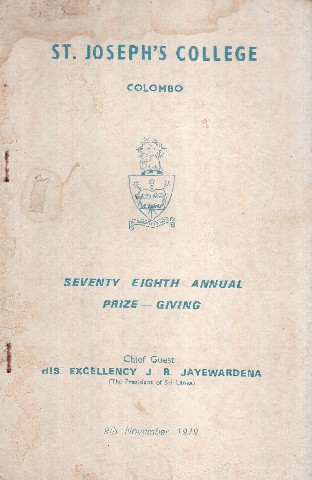 ST. JOSEPH'S COLLEGE
COLOMBO
SEVENTY EIGHTH ANNUAL
PRIZE — GIVING
Chief Guest
HIS EXCELLENCY J. R. JAYEWARDENA
(The President of Sri Lanka)
9th November 1979